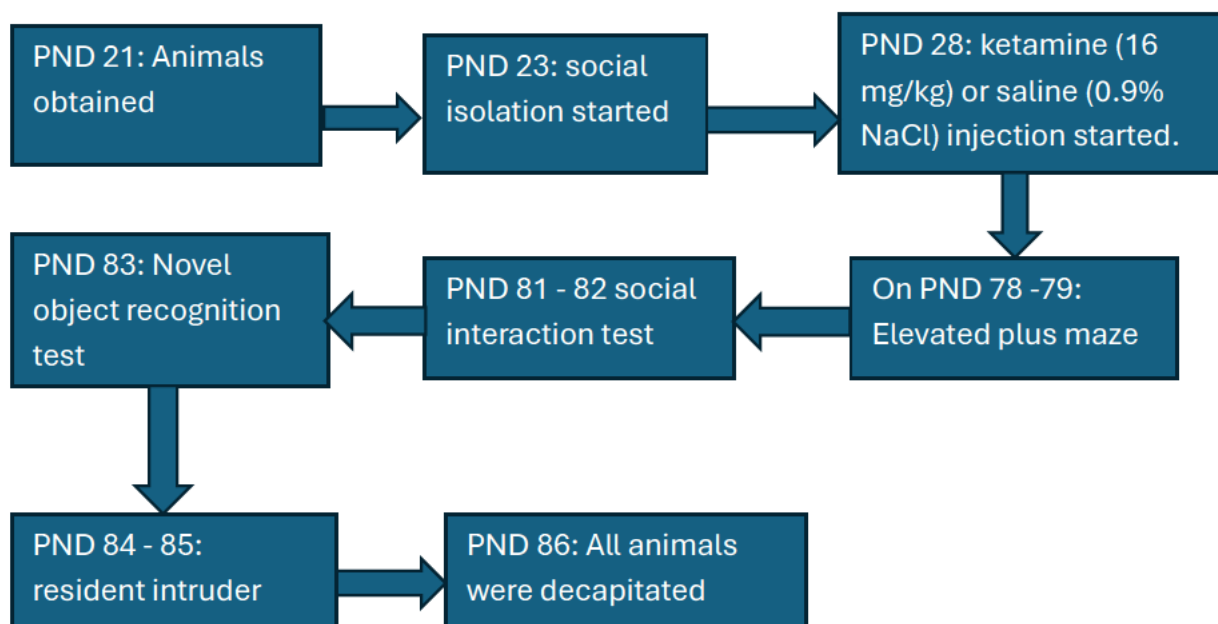 PND 21: Animals
obtained
PND 23: social
isolation started
PND 28: ketamine (16
mg/kg) or saline (0.9%
NaCl) injection started.
On PND 78 -79:
Elevated plus maze
PND 81 - 82 social
interaction test
PND 83: Novel
object recognition
test
PND 84 - 85:
resident intruder
PND 86: All animals
were decapitated